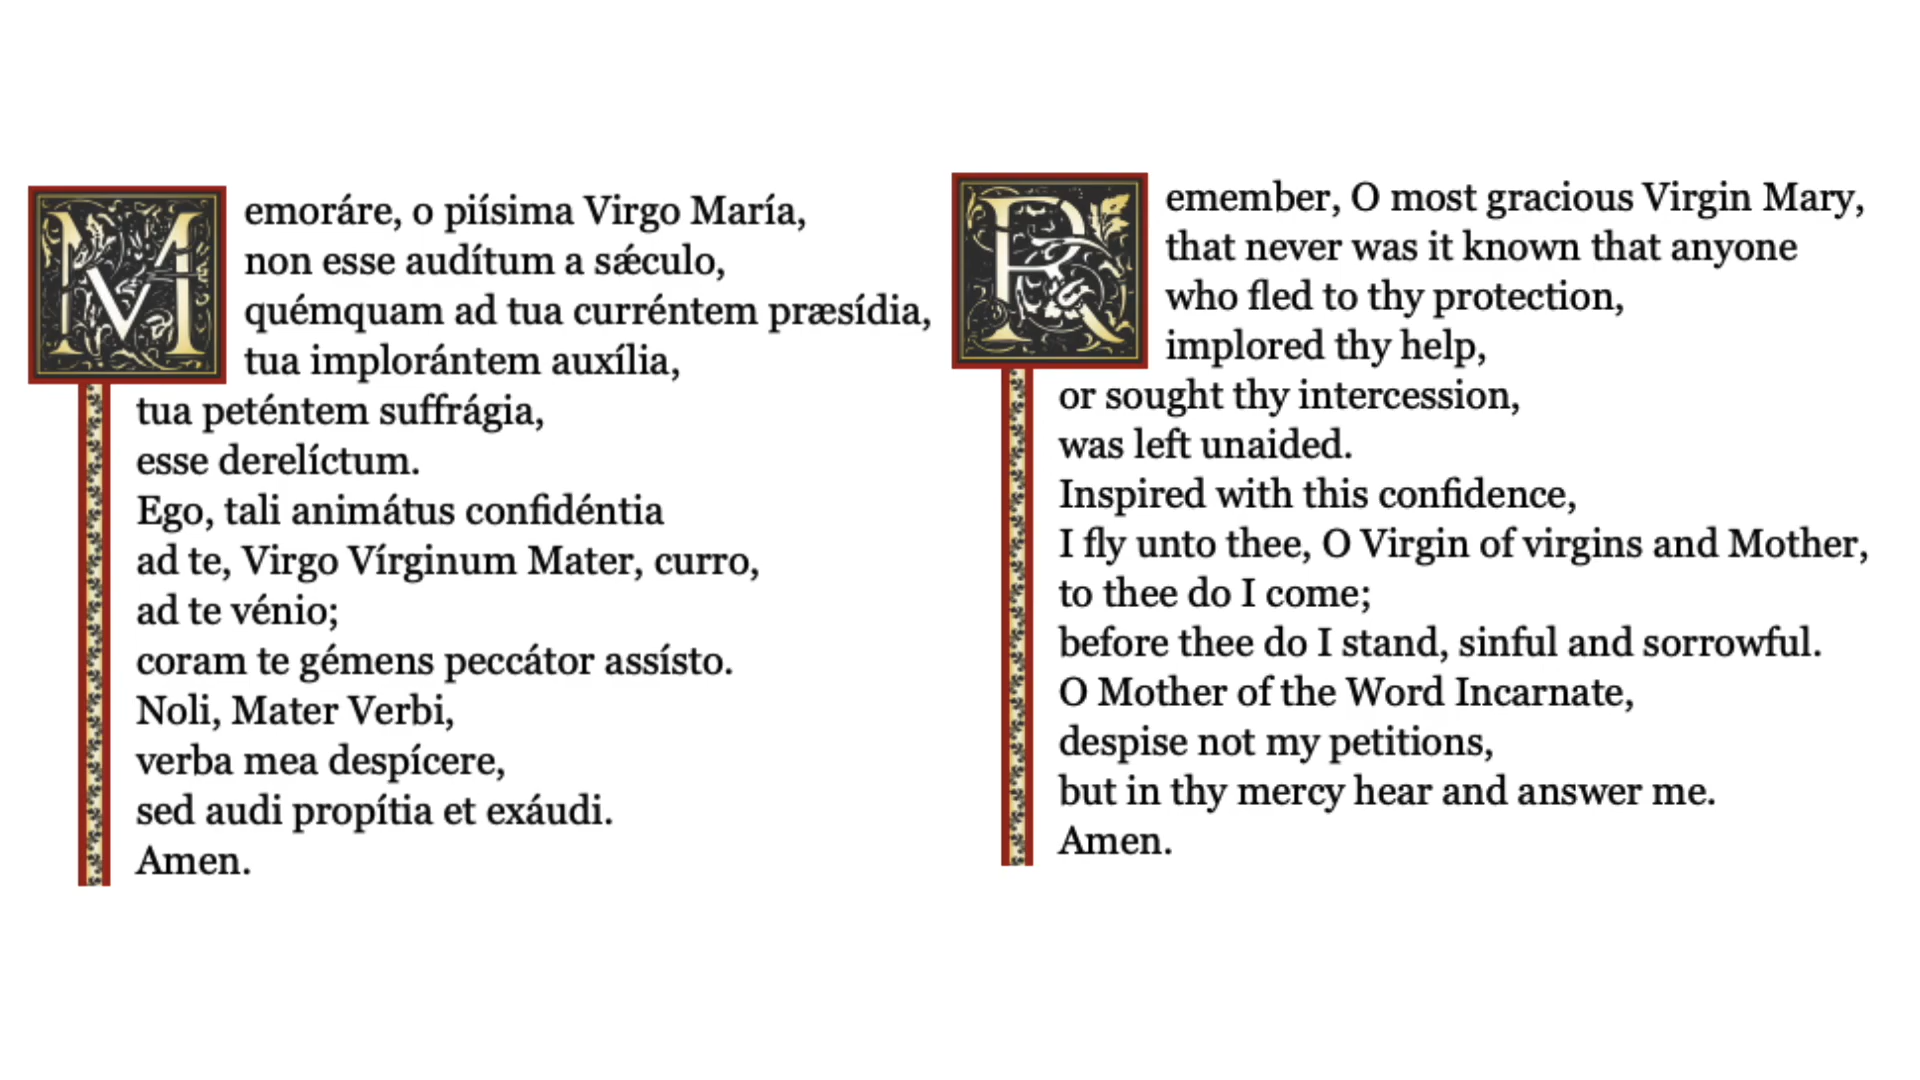 Memoráre, o piísima Virgo María,
non esse audítum a sǽculo,
quémquam ad tua curréntem præsídia,
tua implorántem auxília,
tua peténtem suffrágia,
esse derelíctum.
Ego, tali animátus confidéntia
ad te, Virgo Vírginum Mater, curro,
ad te vénio;
coram te gémens peccátor assísto.
Noli, Mater Verbi,
verba mea despícere,
sed audi propítia et exáudi.
Amen.
Remember, O most gracious Virgin Mary,
that never was it known that anyone
who fled to thy protection,
implored thy help,
or sought thy intercession,
was left unaided.
Inspired with this confidence,
I fly unto thee, O Virgin of virgins and Mother,
to thee do I come;
before thee do I stand, sinful and sorrowful.
O Mother of the Word Incarnate,
despise not my petitions,
but in thy mercy hear and answer me.
Amen.